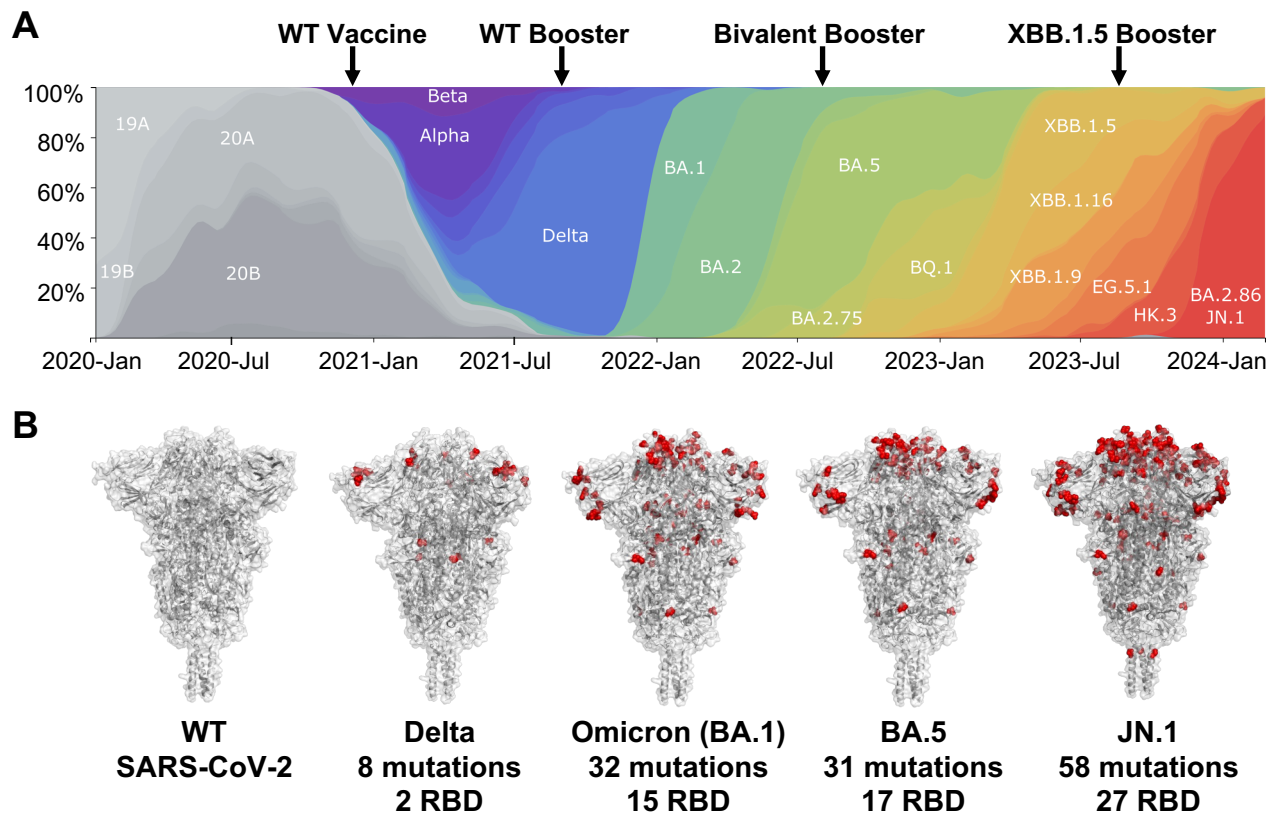 A
WT Vaccine
WT Booster
Bivalent Booster
XBB.1.5 Booster
100%
80%
60%
40%
20%
19A
20A
19B
20B
Beta
Alpha
Delta
BA.1
BA.2
BA.5
BA.2.75
BQ.1
XBB.1.5
XBB.1.16
XBB.1.9
EG.5.1
HK.3
BA.2.86
JN.1
2020-Jan
2020-Jul
2021-Jan
2021-Jul
2022-Jan
2022-Jul
2023-Jan
2023-Jul
2024-Jan
B
WT
SARS-CoV-2
Delta
8 mutations
2 RBD
Omicron (BA.1)
32 mutations
15 RBD
BA.5
31 mutations
17 RBD
JN.1
58 mutations
27 RBD